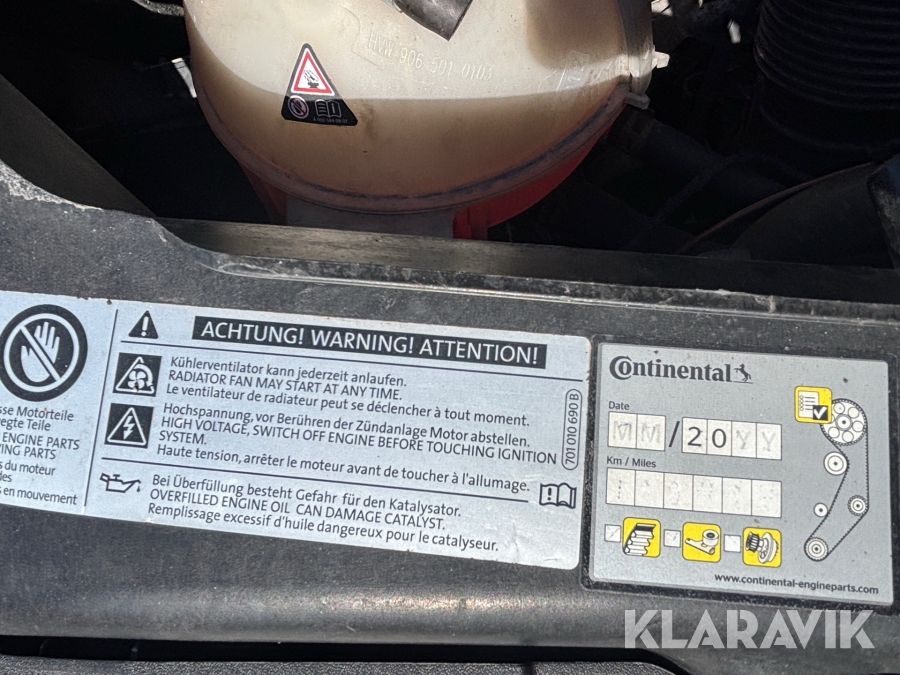 HVW 906 501 0103
ACHTUNG! WARNING! ATTENTION!
Kühlerventilator kann jederzeit anlaufen.
RADIATOR FAN MAY START AT ANY TIME.
Le ventilateur de radiateur peut se déclencher à tout moment.
Hochspannung, vor Berühren der Zündanlage Motor abstellen.
HIGH VOLTAGE, SWITCH OFF ENGINE BEFORE TOUCHING IGNITION
SYSTEM.
Haute tension, arrêter le moteur avant de toucher à l'allumage.
Bei Überfüllung besteht Gefahr für den Katalysator.
OVERFILLED ENGINE OIL CAN DAMAGE CATALYST.
Remplissage excessif d'huile dangereux pour le catalyseur.
701 010 690 B
sse Motorteile
egte Teile
ENGINE PARTS
ING PARTS
s du moteur
les
s en mouvement
Continental
Date
MM/20YY
Km / Miles
www.continental-engineparts.com
KLARAVIK